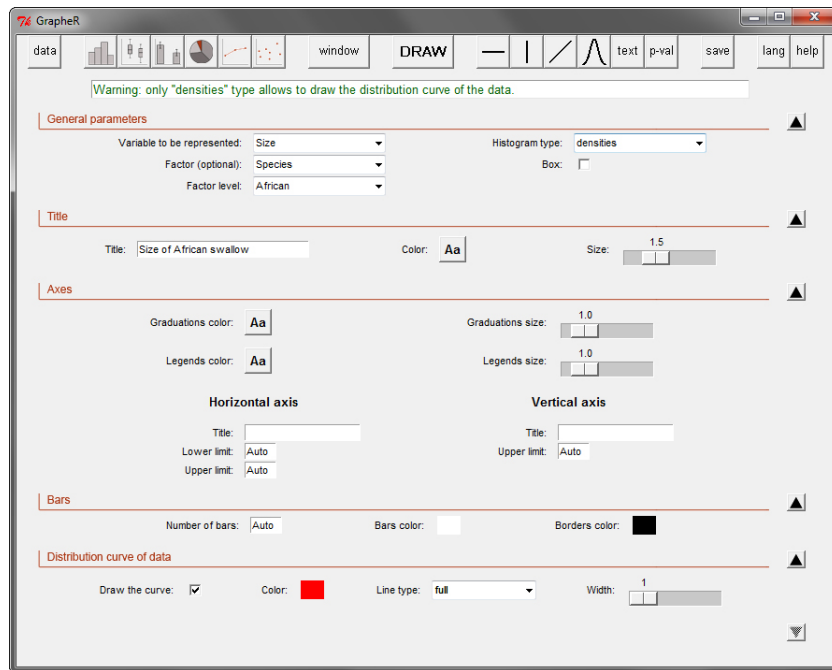 GrapheR
data window DRAW text p-val save lang help
Warning: only "densities" type allows to draw the distribution curve of the data.
General parameters
Variable to be represented: Size Histogram type: densities
Factor (optional): Species Box:
Factor level: African
Title
Title: Size of African swallow Color: Aa Size: 1.5
Axes
Graduations color: Aa Graduations size: 1.0
Legends color: Aa Legends size: 1.0
Horizontal axis Vertical axis
Title: Title:
Lower limit: Auto Upper limit: Auto
Upper limit: Auto
Bars
Number of bars: Auto Bars color: Borders color:
Distribution curve of data
Draw the curve: Color: Line type: full Width: 1